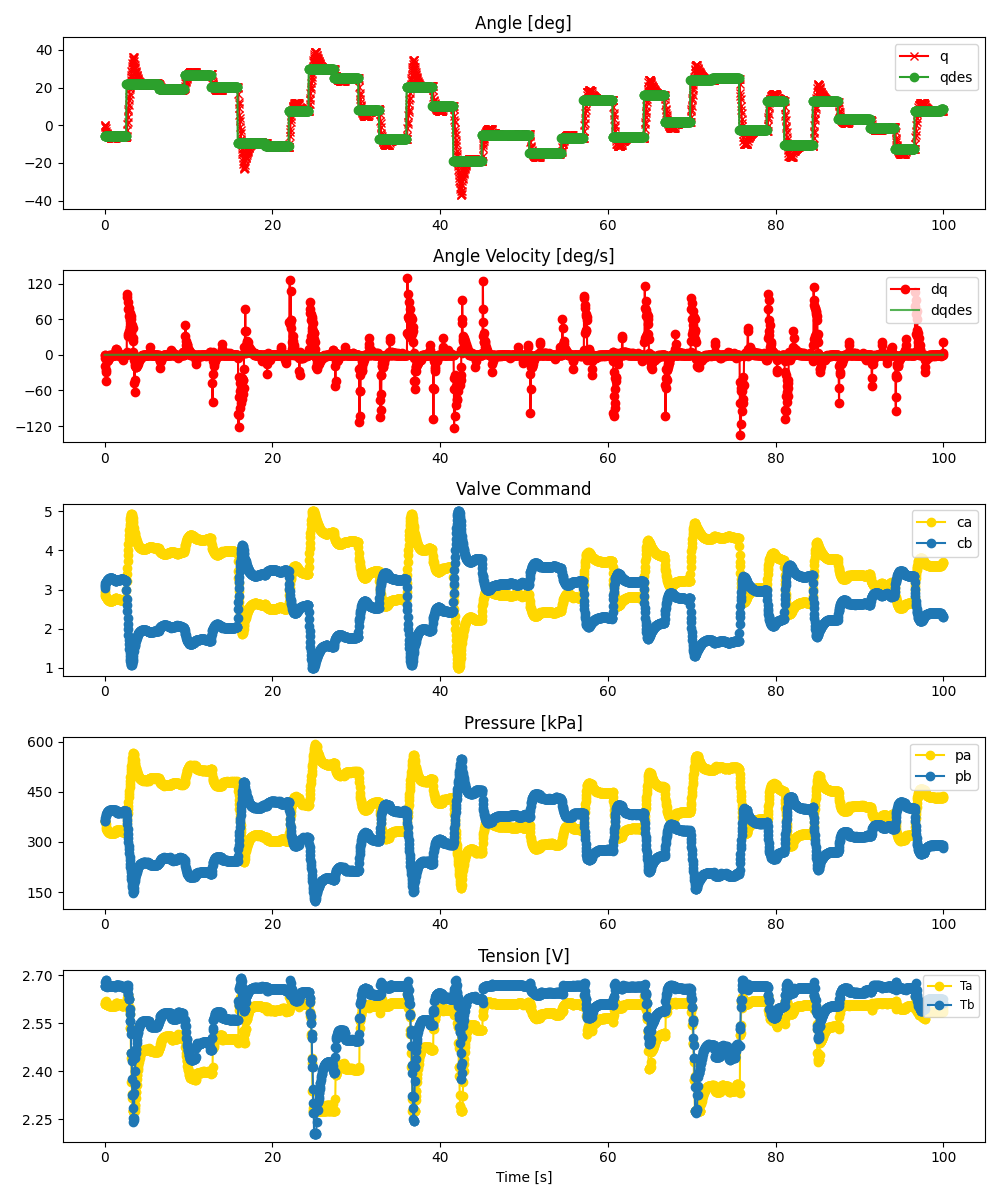 Angle [deg]
40
20
0
−20
−40
q
qdes
0 20 40 60 80 100
Angle Velocity [deg/s]
120
60
0
−60
−120
dq
dqdes
0 20 40 60 80 100
Valve Command
5
4
3
2
1
ca
cb
0 20 40 60 80 100
Pressure [kPa]
600
450
300
150
pa
pb
0 20 40 60 80 100
Tension [V]
2.70
2.55
2.40
2.25
Ta
Tb
0 20 40 60 80 100
Time [s]